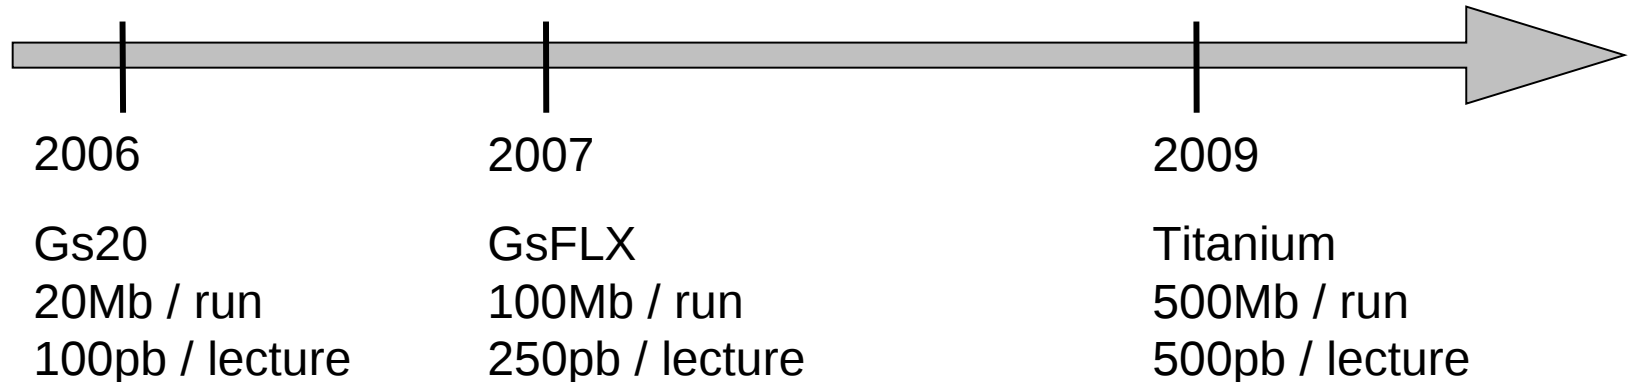 2006
Gs20
20Mb / run
100pb / lecture
2007
GsFLX
100Mb / run
250pb / lecture
2009
Titanium
500Mb / run
500pb / lecture